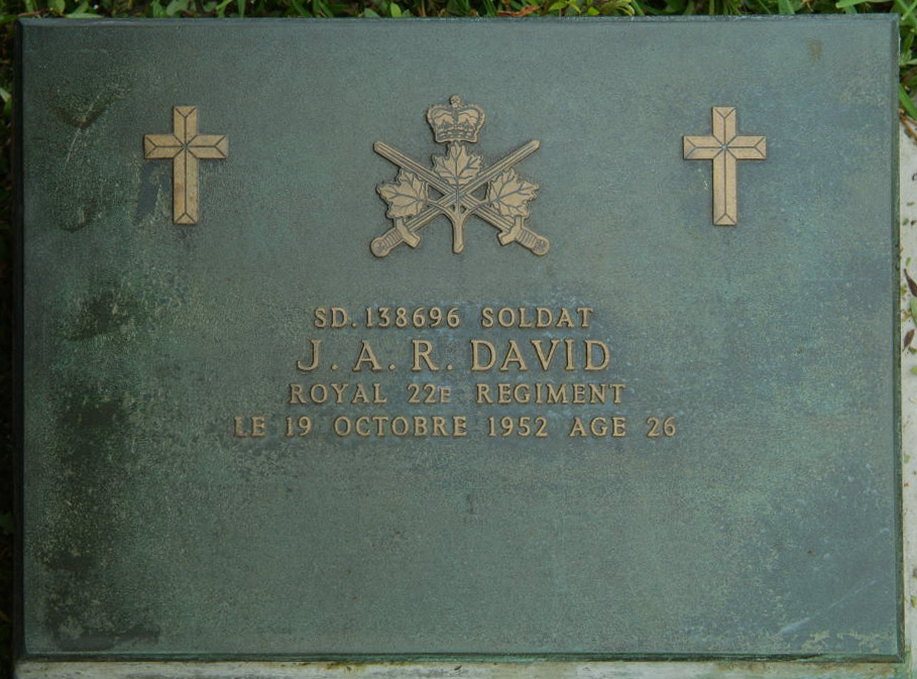 SD. 138696 SOLDAT
J. A. R. DAVID
ROYAL 22E REGIMENT
LE 19 OCTOBRE 1952 AGE 26